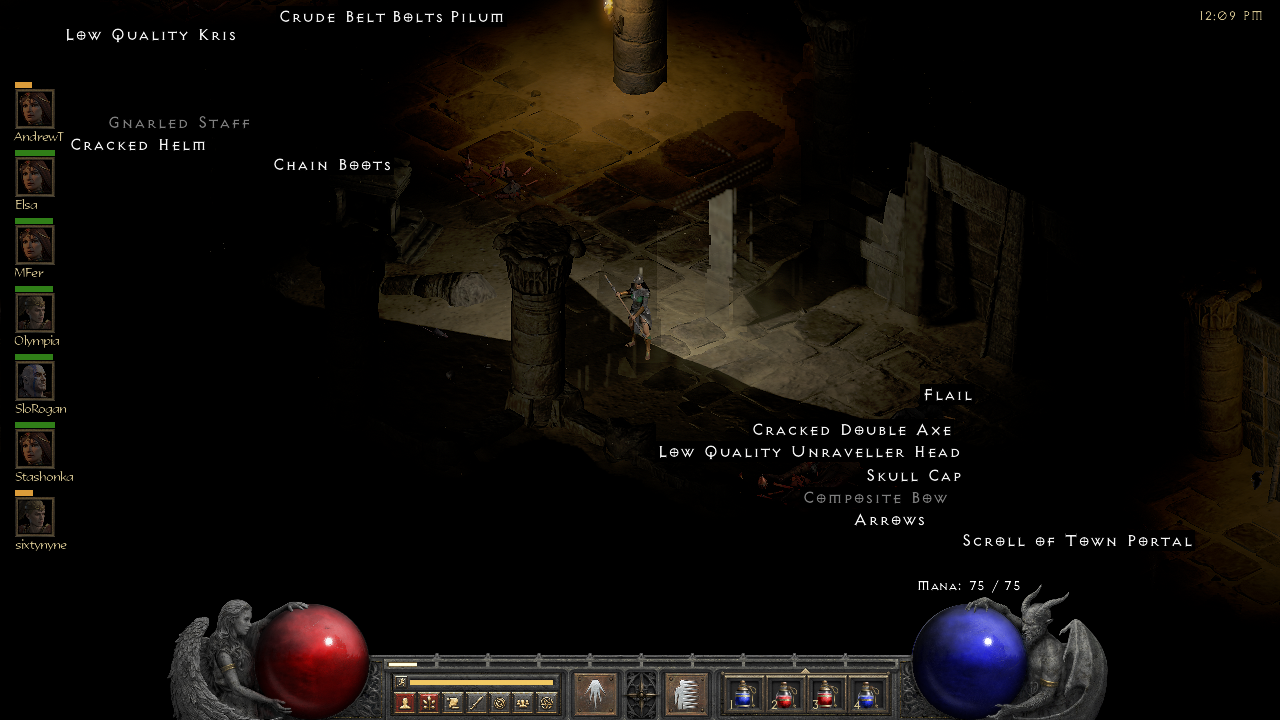 Crude Belt Bolts Pilum
12:09 PM
Low Quality Kris
Gnarled Staff
AndrewT
Cracked Helm
Chain Boots
Elsa
MFer
Olympia
Flail
SloRogan
Cracked Double Axe
Low Quality Unraveller Head
Skull Cap
Stashonka
Composite Bow
Arrows
Scroll of Town Portal
sixtynyne
Mana: 75 / 75
1 2 3 4